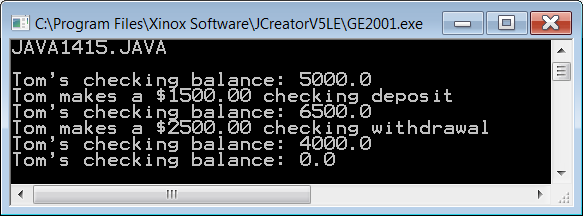 C:\Program Files\Xinox Software\JCreatorV5LE\GE2001.exe
JAVA1415.JAVA
Tom's checking balance: 5000.0
Tom makes a $1500.00 checking deposit
Tom's checking balance: 6500.0
Tom makes a $2500.00 checking withdrawal
Tom's checking balance: 4000.0
Tom's checking balance: 0.0